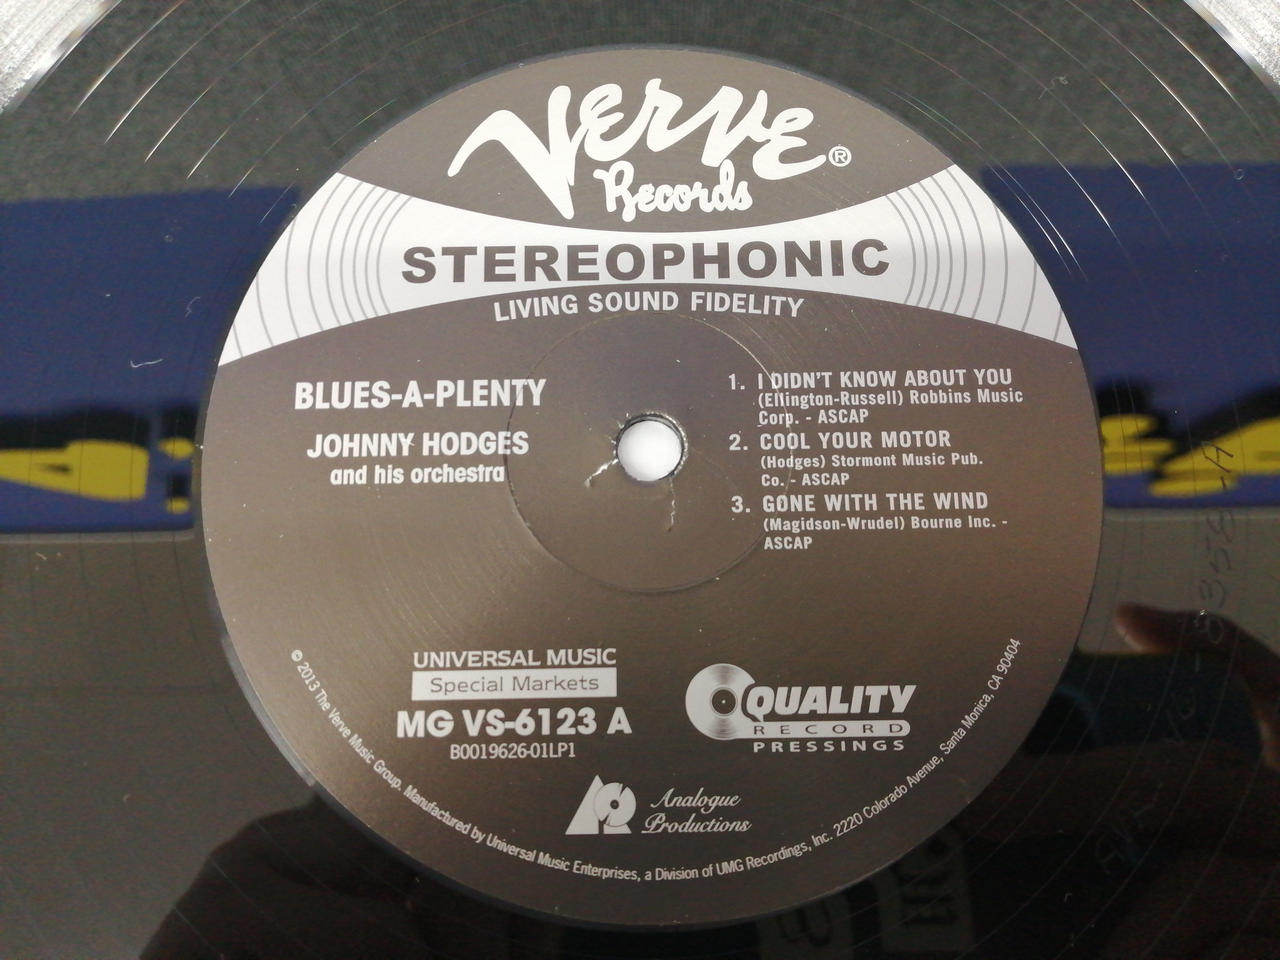 Verve®
Records
STEREOPHONIC
LIVING SOUND FIDELITY
BLUES-A-PLENTY
JOHNNY HODGES
and his orchestra
1. I DIDN'T KNOW ABOUT YOU
(Ellington-Russell) Robbins Music
Corp. - ASCAP
2. COOL YOUR MOTOR
(Hodges) Stormont Music Pub.
Co. - ASCAP
3. GONE WITH THE WIND
(Magidson-Wrudel) Bourne Inc. -
ASCAP
UNIVERSAL MUSIC
Special Markets
MG VS-6123 A
B0019626-01LP1
QUALITY
RECORD
PRESSINGS
Analogue
Productions
© 2013 The Verve Music Group. Manufactured by Universal Music Enterprises, a Division of UMG Recordings, Inc. 2220 Colorado Avenue, Santa Monica, CA 90404